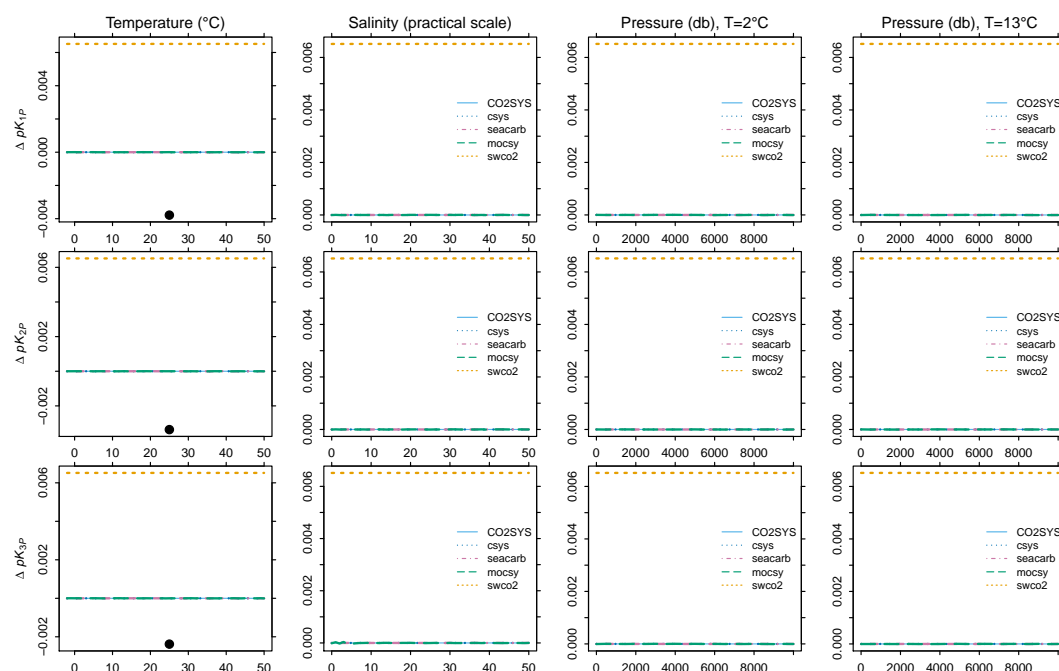 Temperature (°C) Salinity (practical scale) Pressure (db), T=2°C Pressure (db), T=13°C
Δ pK1P
−0.004 0.000 0.004
0 10 20 30 40 50
0.000 0.002 0.004 0.006
CO2SYS
csys
seacarb
mocsy
swco2
0 10 20 30 40 50
0.000 0.002 0.004 0.006
CO2SYS
csys
seacarb
mocsy
swco2
0 2000 4000 6000 8000
0.000 0.002 0.004 0.006
CO2SYS
csys
seacarb
mocsy
swco2
0 2000 4000 6000 8000
Δ pK2P
−0.002 0.002 0.006
0 10 20 30 40 50
0.000 0.002 0.004 0.006
CO2SYS
csys
seacarb
mocsy
swco2
0 10 20 30 40 50
0.000 0.002 0.004 0.006
CO2SYS
csys
seacarb
mocsy
swco2
0 2000 4000 6000 8000
0.000 0.002 0.004 0.006
CO2SYS
csys
seacarb
mocsy
swco2
0 2000 4000 6000 8000
Δ pK3P
−0.002 0.002 0.006
0 10 20 30 40 50
0.000 0.002 0.004 0.006
CO2SYS
csys
seacarb
mocsy
swco2
0 10 20 30 40 50
0.000 0.002 0.004 0.006
CO2SYS
csys
seacarb
mocsy
swco2
0 2000 4000 6000 8000
0.000 0.002 0.004 0.006
CO2SYS
csys
seacarb
mocsy
swco2
0 2000 4000 6000 8000